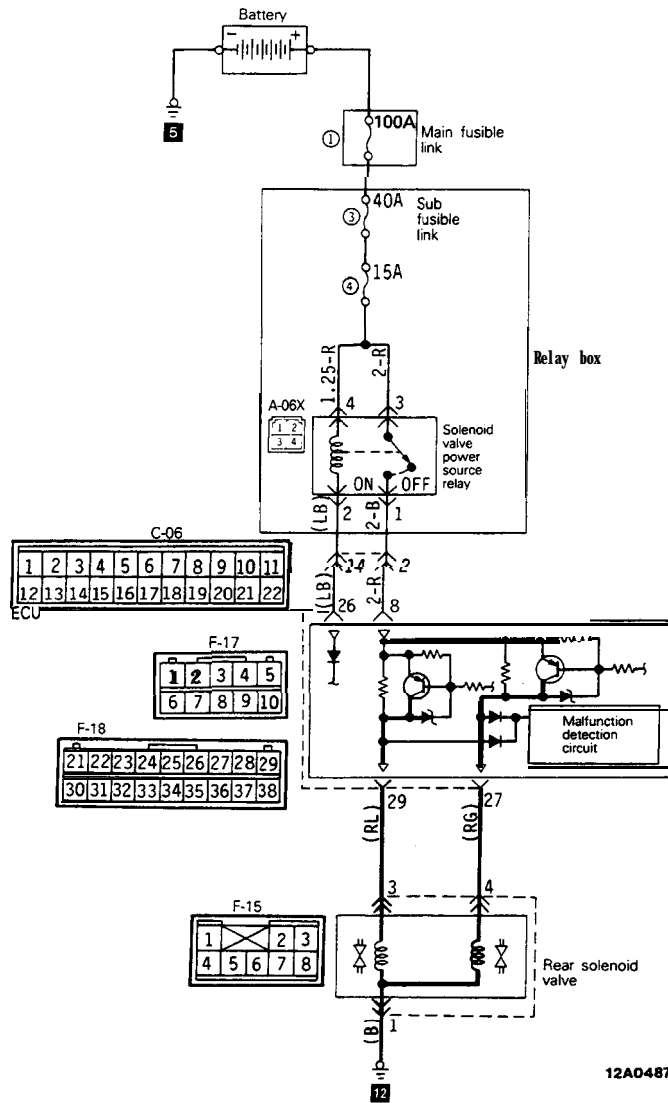 Battery
- +
5
① 100A Main fusible
link
40A Sub
③ fusible
link
④ 15A
Relay box
1.25-R 2-R
A-06X 4 3
1 2
3 4
Solenoid
valve
power
source
relay
ON OFF
(LB) 2 2-B 1
C-06
1 2 3 4 5 6 7 8 9 10 11
12 13 14 15 16 17 18 19 20 21 22
14 2
(LB) 26 2-R 8
ECU
F-17
1 2 3 4 5
6 7 8 9 10
F-18
21 22 23 24 25 26 27 28 29
30 31 32 33 34 35 36 37 38
Malfunction
detection
circuit
(RL) 29 (RG) 27
3 4
F-15
1 2 3
4 5 6 7 8
Rear solenoid
valve
(B) 1
12
12A0487